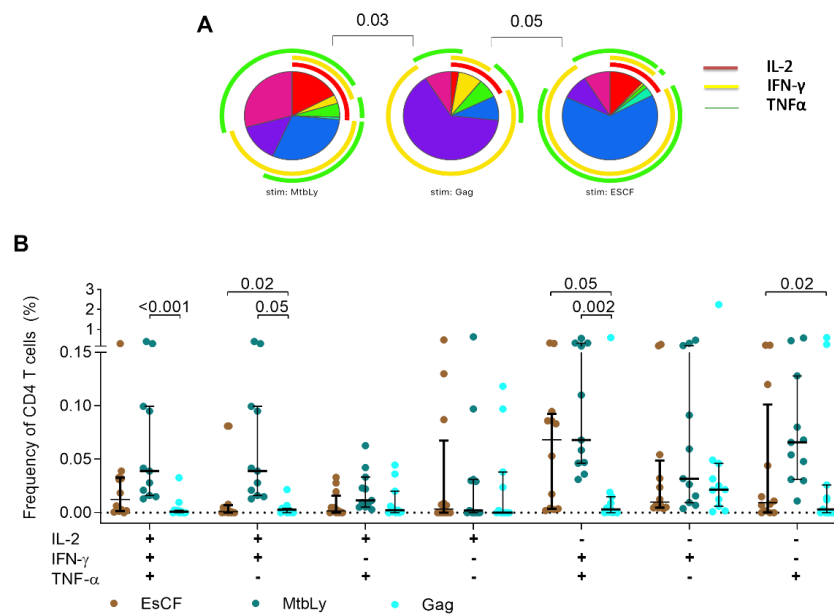 A
0.03
0.05
IL-2
IFN-γ
TNFα
stim: MtbLy
stim: Gag
stim: ESCF
B
Frequency of CD4 T cells (%)
3
2
1
0.15
0.10
0.05
0.00
<0.001
0.02
0.05
0.05
0.002
0.02
IL-2 + + + + - - -
IFN-γ + + - - + + -
TNF-α + - + - + - +
EsCF MtbLy Gag